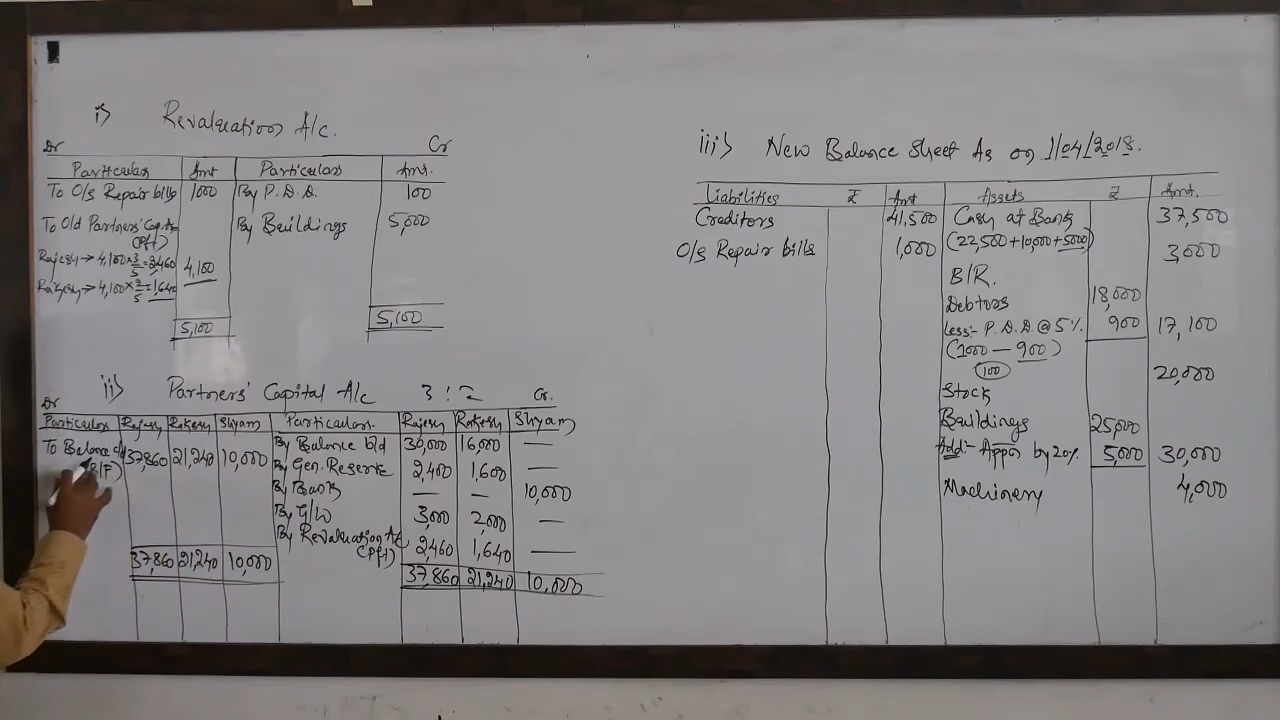 i) Revaluation A/c.
Dr Cr
Particulars Amt Particulars Amt.
To O/s Repair bills 1000 By P.D.D. 100
To Old Partners' Capital By Buildings 5,000
(Pft)
Rajesh→4,100×3/5=2,460 4,100
Rakesh→4,100×2/5=1,640
5,100 5,100
ii) Partners' Capital A/c 3:2
Dr Cr.
Particulars Rajesh Rakesh Shyam Particulars. Rajesh Rakesh Shyam
To Balance c/d 37,860 21,240 10,000 By Balance b/d 30,000 16,000 —
(B/F) By Gen. Reserve 2,400 1,600 —
By Bank — — 10,000
By G/W 3,000 2,000 —
By Revaluation A/c
(Pft) 2,460 1,640 —
37,860 21,240 10,000 37,860 21,240 10,000
iii) New Balance Sheet As on 1/04/2018.
Liabilities ₹ Amt Assets ₹ Amt.
Creditors 41,500 Cash at Bank 37,500
O/s Repair bills 1,000 (22,500+10,000+5000)
B/R. 3,000
Debtors 18,000
Less:- P.D.D.@5% 900 17,100
(1000 — 900)
100
Stock 20,000
Buildings 25,000
Add:- Appr by 20% 5,000 30,000
Machinery 4,000